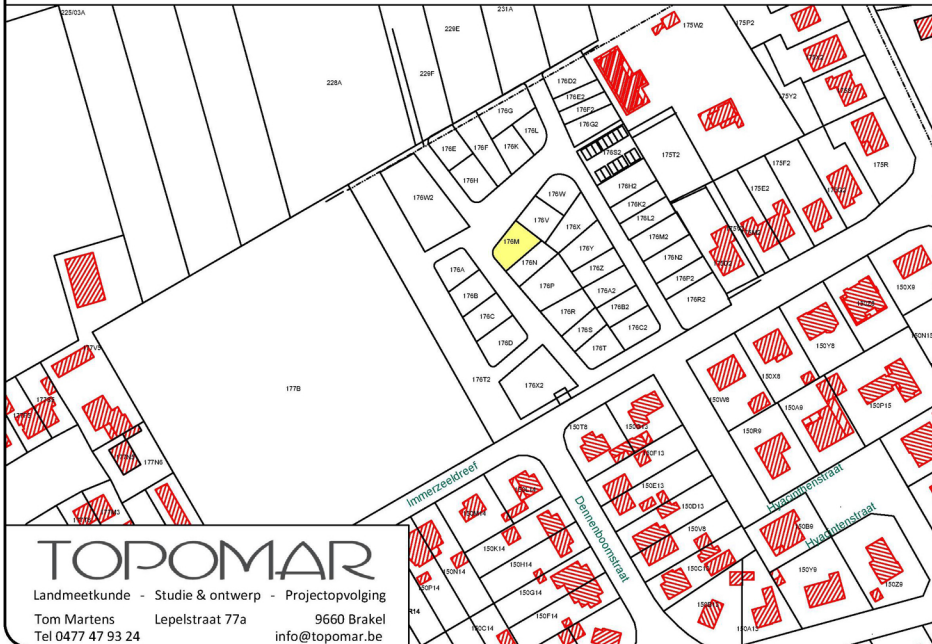 225/03A
231A
229E
175W2
175P2
228A
229F
176D2
176E2
176F2
176G2
175Y2
176G
176L
176F
176K
176E
176S2
175T2
175F2
175R
176H
176W2
176W
176H2
176K2
175E2
176V
176L2
176X
176M
176M2
176Y
176N
176N2
176A
176Z
150X9
176P
176P2
176B
176A2
176R2
176R
176B2
176C
176S
176C2
150N15
150Y8
176D
176T
177B
176T2
176X2
150X8
150W8
150A9
150P15
150R9
150T8
150F13
177N6
Immerzeeldreef
150E13
Hyacinthenstraat
150D13
Dennenboomstraat
150V8
150B9
Hyacintenstraat
150K14
150H14
150N14
150Y9
150P14
150G14
150Z9
150F14
150C14
150A13
TOPOMAR
Landmeetkunde - Studie & ontwerp - Projectopvolging
Tom Martens Lepelstraat 77a 9660 Brakel
Tel 0477 47 93 24 info@topomar.be